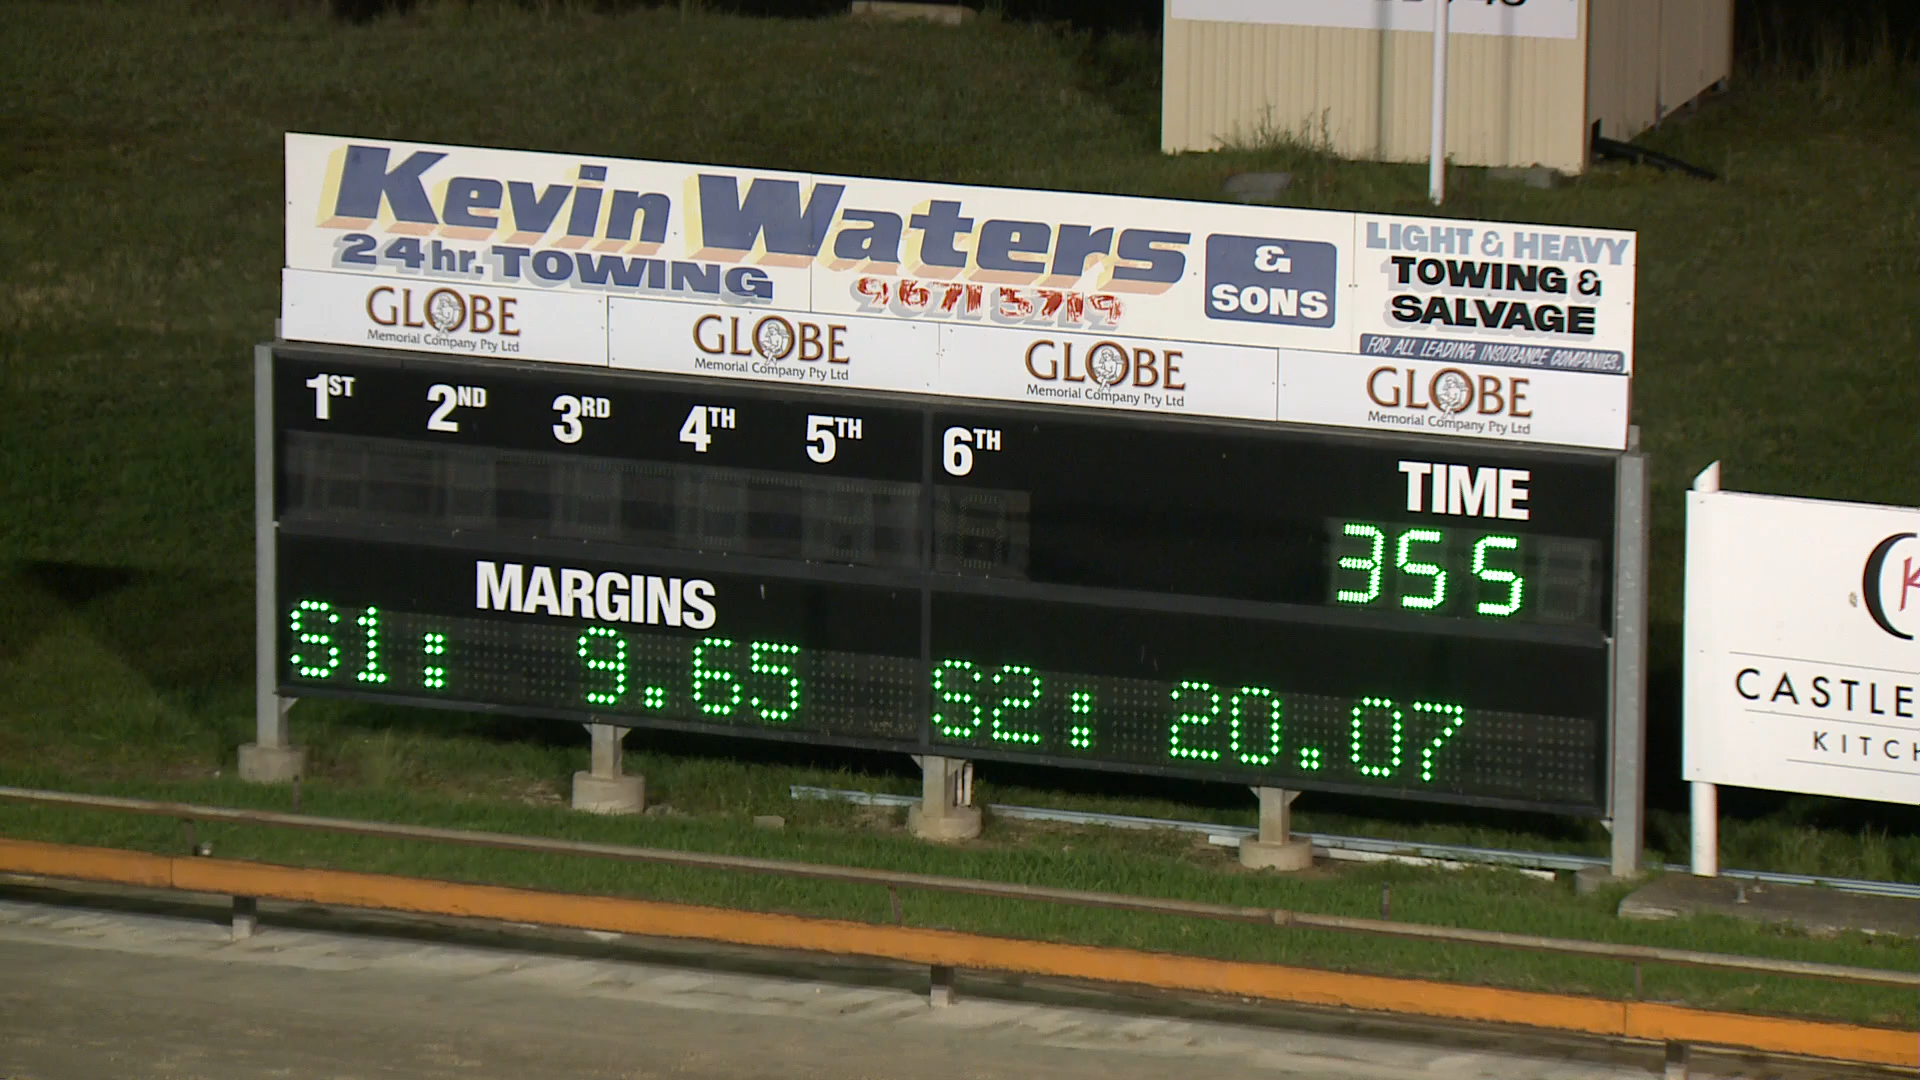 Kevin Waters & SONS
24hr. TOWING
9671 5719
LIGHT & HEAVY
TOWING &
SALVAGE
FOR ALL LEADING INSURANCE COMPANIES.
GLOBE
Memorial Company Pty Ltd
GLOBE
Memorial Company Pty Ltd
GLOBE
Memorial Company Pty Ltd
GLOBE
Memorial Company Pty Ltd
1ST 2ND 3RD 4TH 5TH 6TH
TIME
355
MARGINS
S1: 9.65 S2: 20.07
CASTLE
KITCH